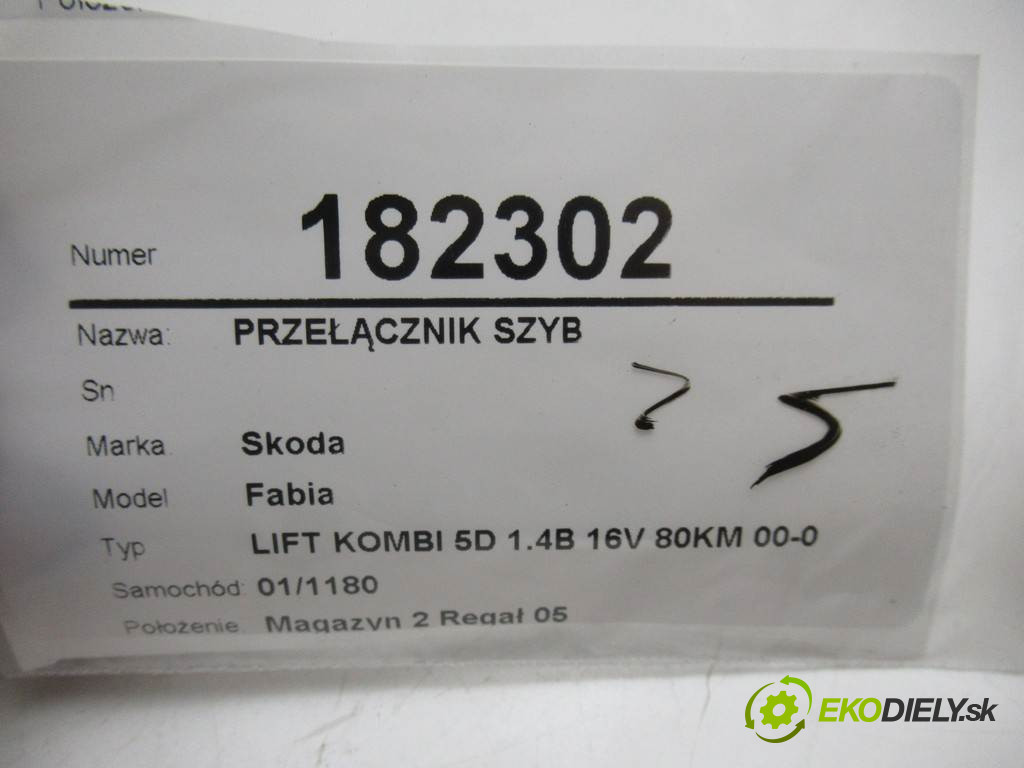 Numer 182302
Nazwa: PRZEŁĄCZNIK SZYB
Sn
Marka Skoda
Model Fabia
Typ LIFT KOMBI 5D 1.4B 16V 80KM 00-0
Samochód: 01/1180
Położenie Magazyn 2 Regał 05
EKODIELY.sk